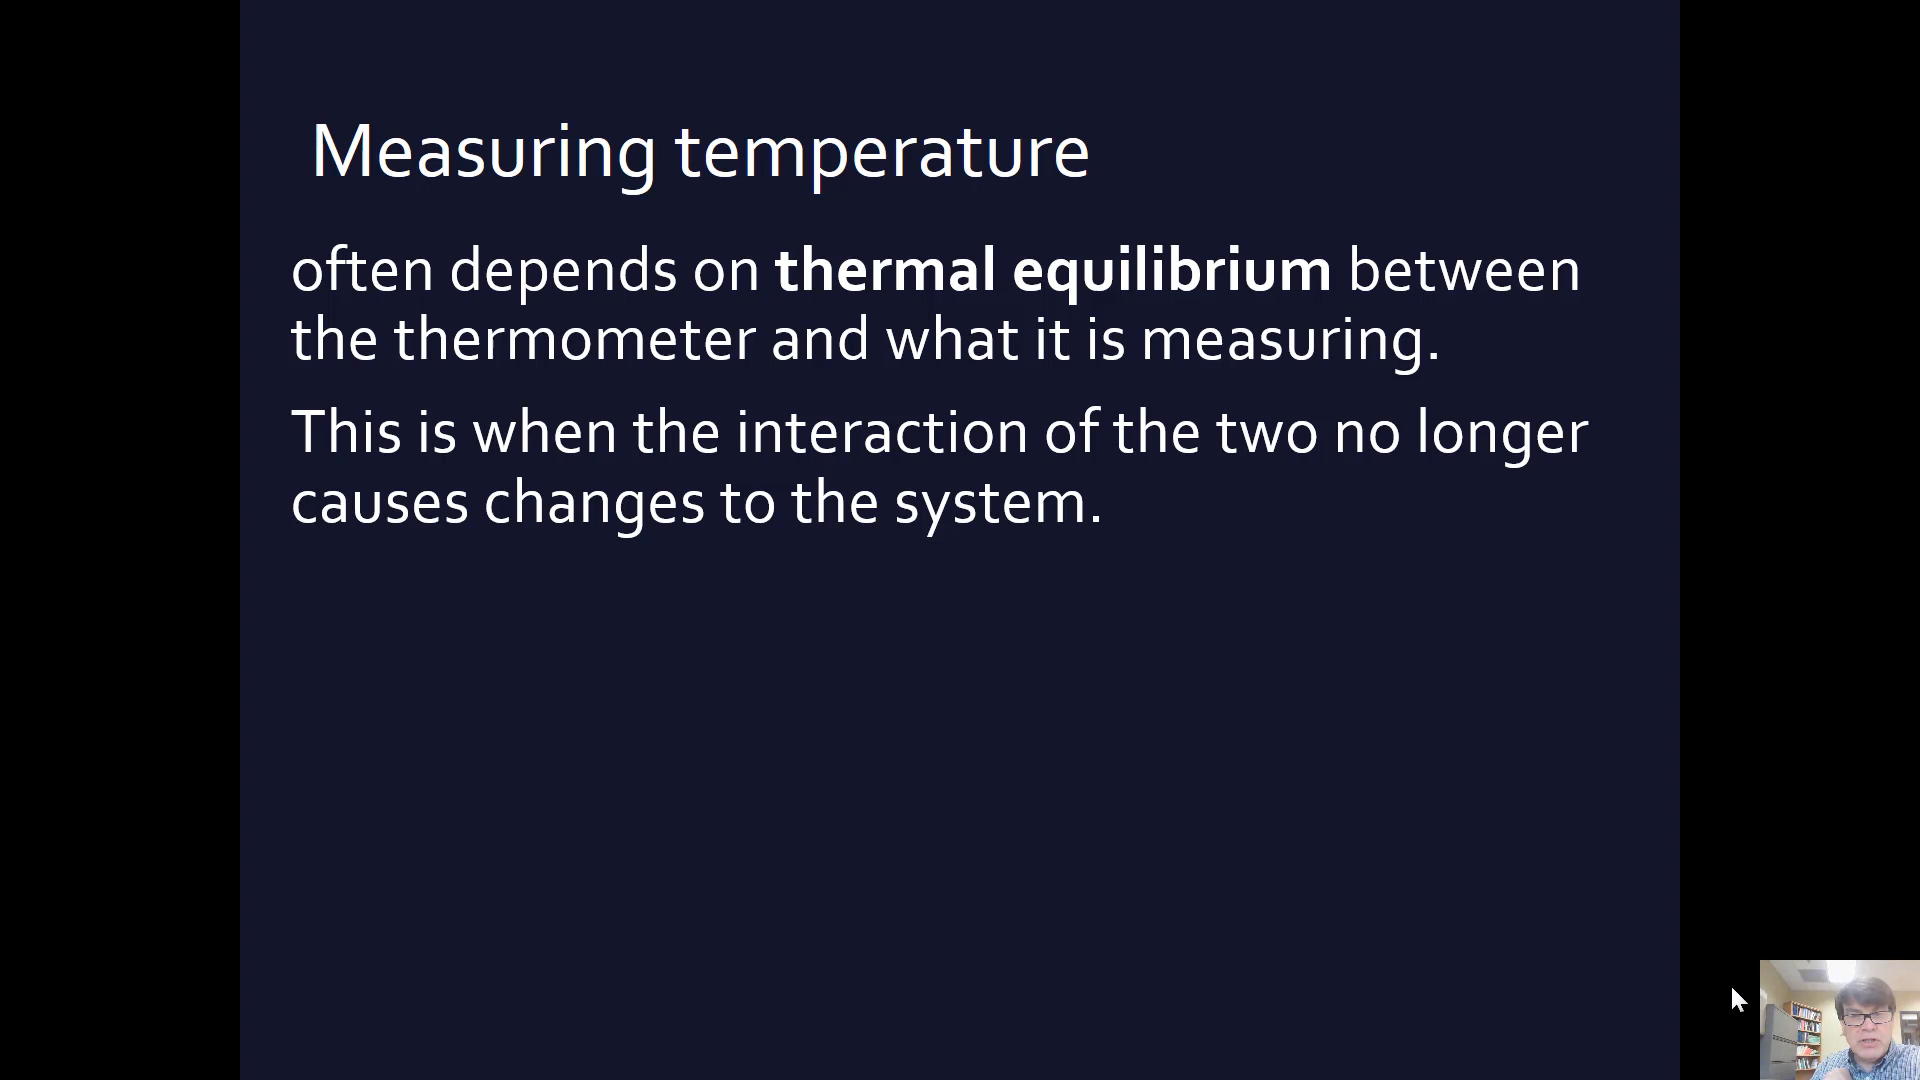 Measuring temperature
often depends on thermal equilibrium between
the thermometer and what it is measuring.
This is when the interaction of the two no longer
causes changes to the system.